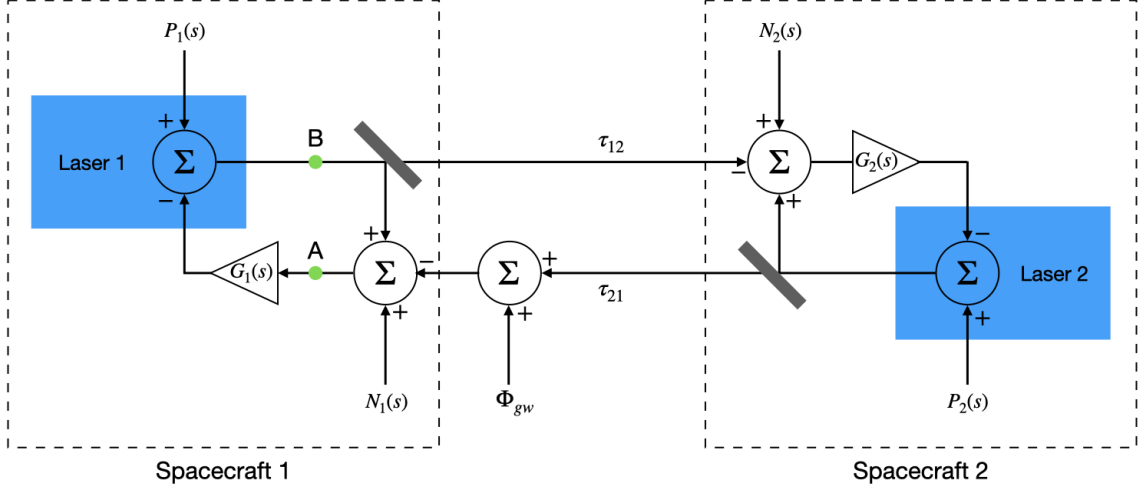 P₁(s)
N₂(s)
+
+
B
τ₁₂
Laser 1
Σ
−
Σ
G₂(s)
−
+
A
+
−
+
−
G₁(s)
Σ
Σ
Σ
Laser 2
τ₂₁
+
+
+
N₁(s)
Φgw
P₂(s)
Spacecraft 1
Spacecraft 2